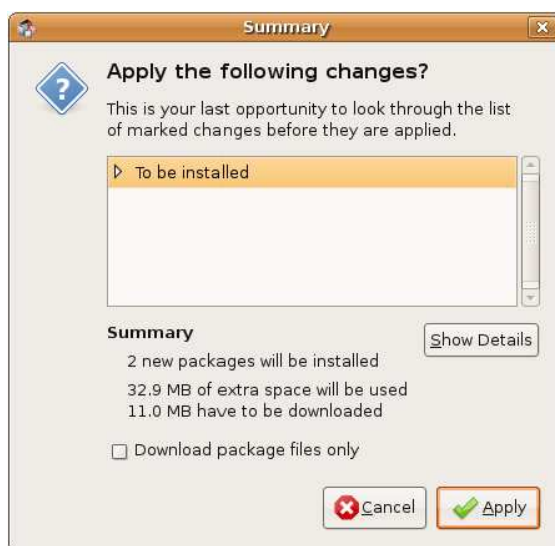 Summary
Apply the following changes?
This is your last opportunity to look through the list
of marked changes before they are applied.
To be installed
Summary
Show Details
2 new packages will be installed
32.9 MB of extra space will be used
11.0 MB have to be downloaded
Download package files only
Cancel
Apply